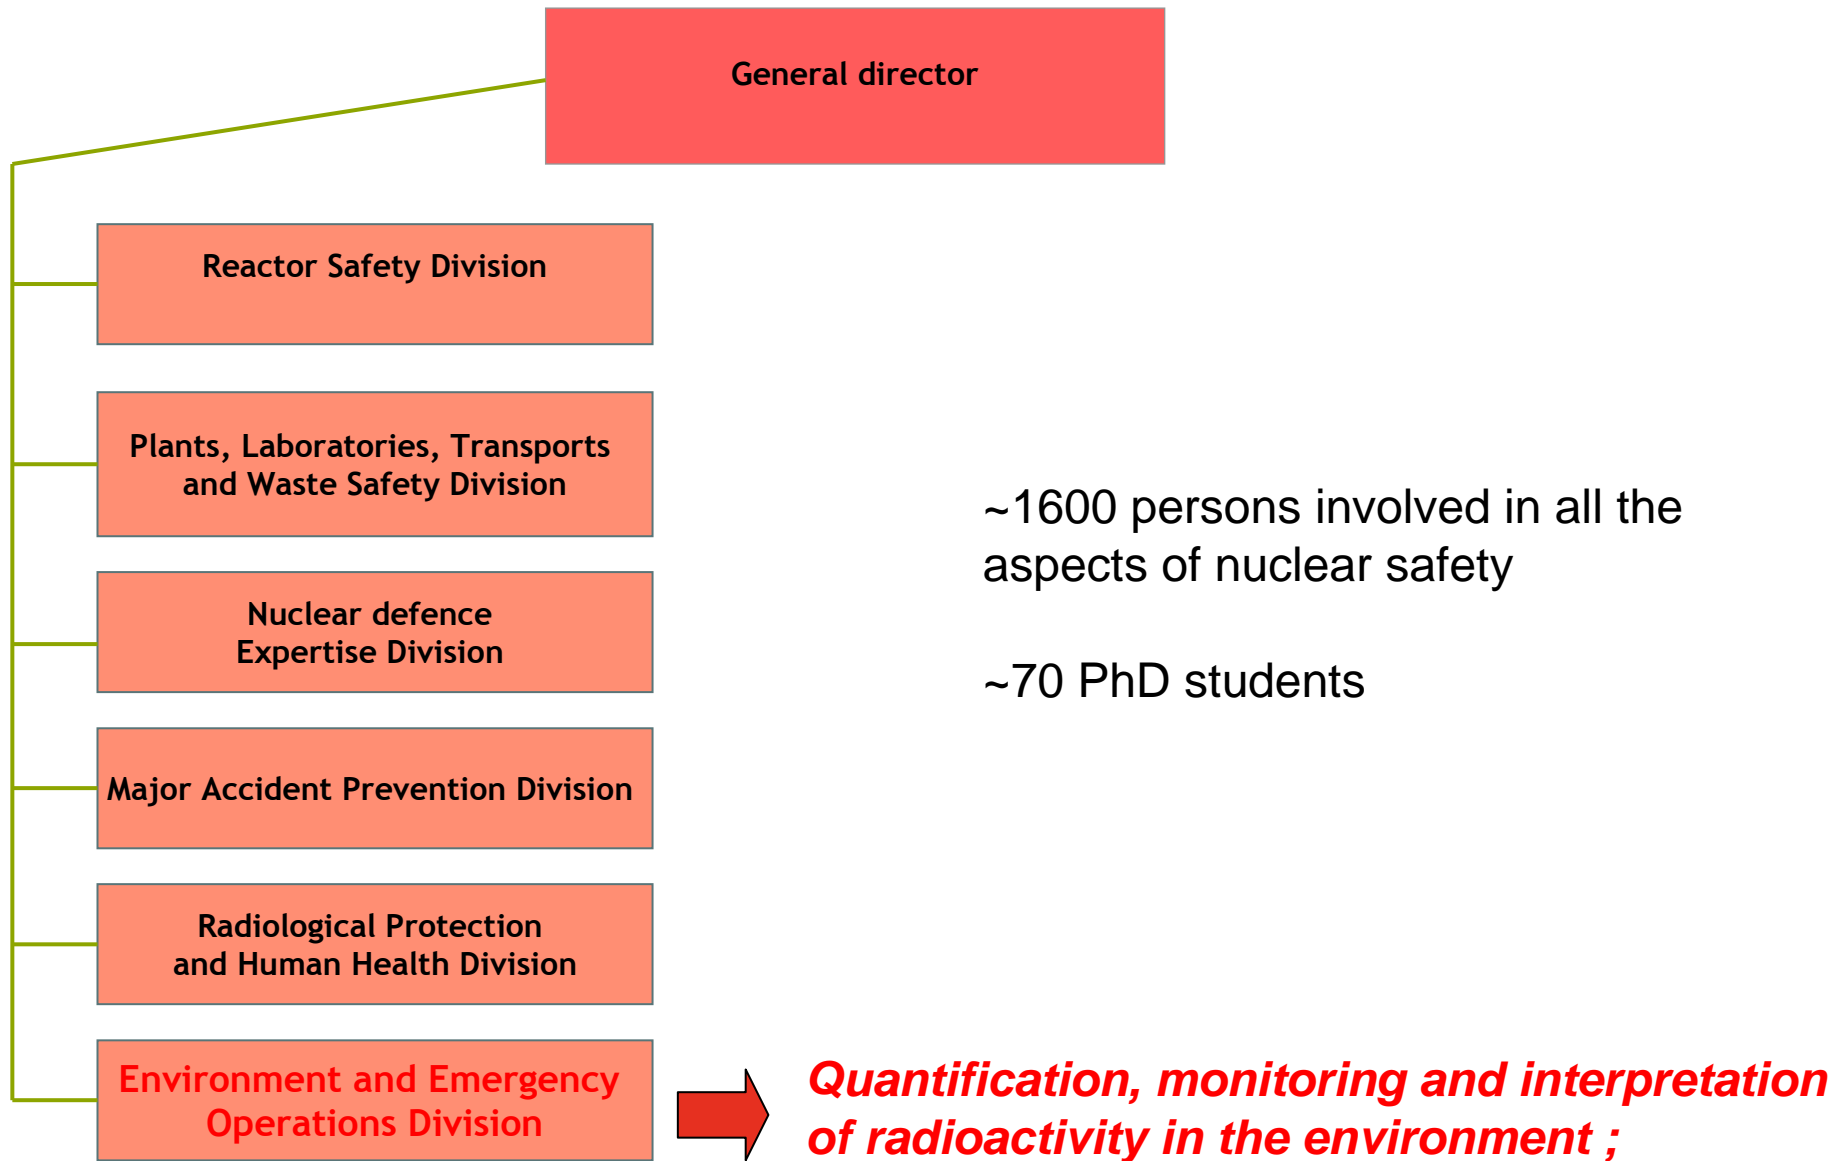 General director
Reactor Safety Division
Plants, Laboratories, Transports
and Waste Safety Division
Nuclear defence
Expertise Division
Major Accident Prevention Division
Radiological Protection
and Human Health Division
Environment and Emergency
Operations Division
~1600 persons involved in all the
aspects of nuclear safety
~70 PhD students
Quantification, monitoring and interpretation
of radioactivity in the environment ;